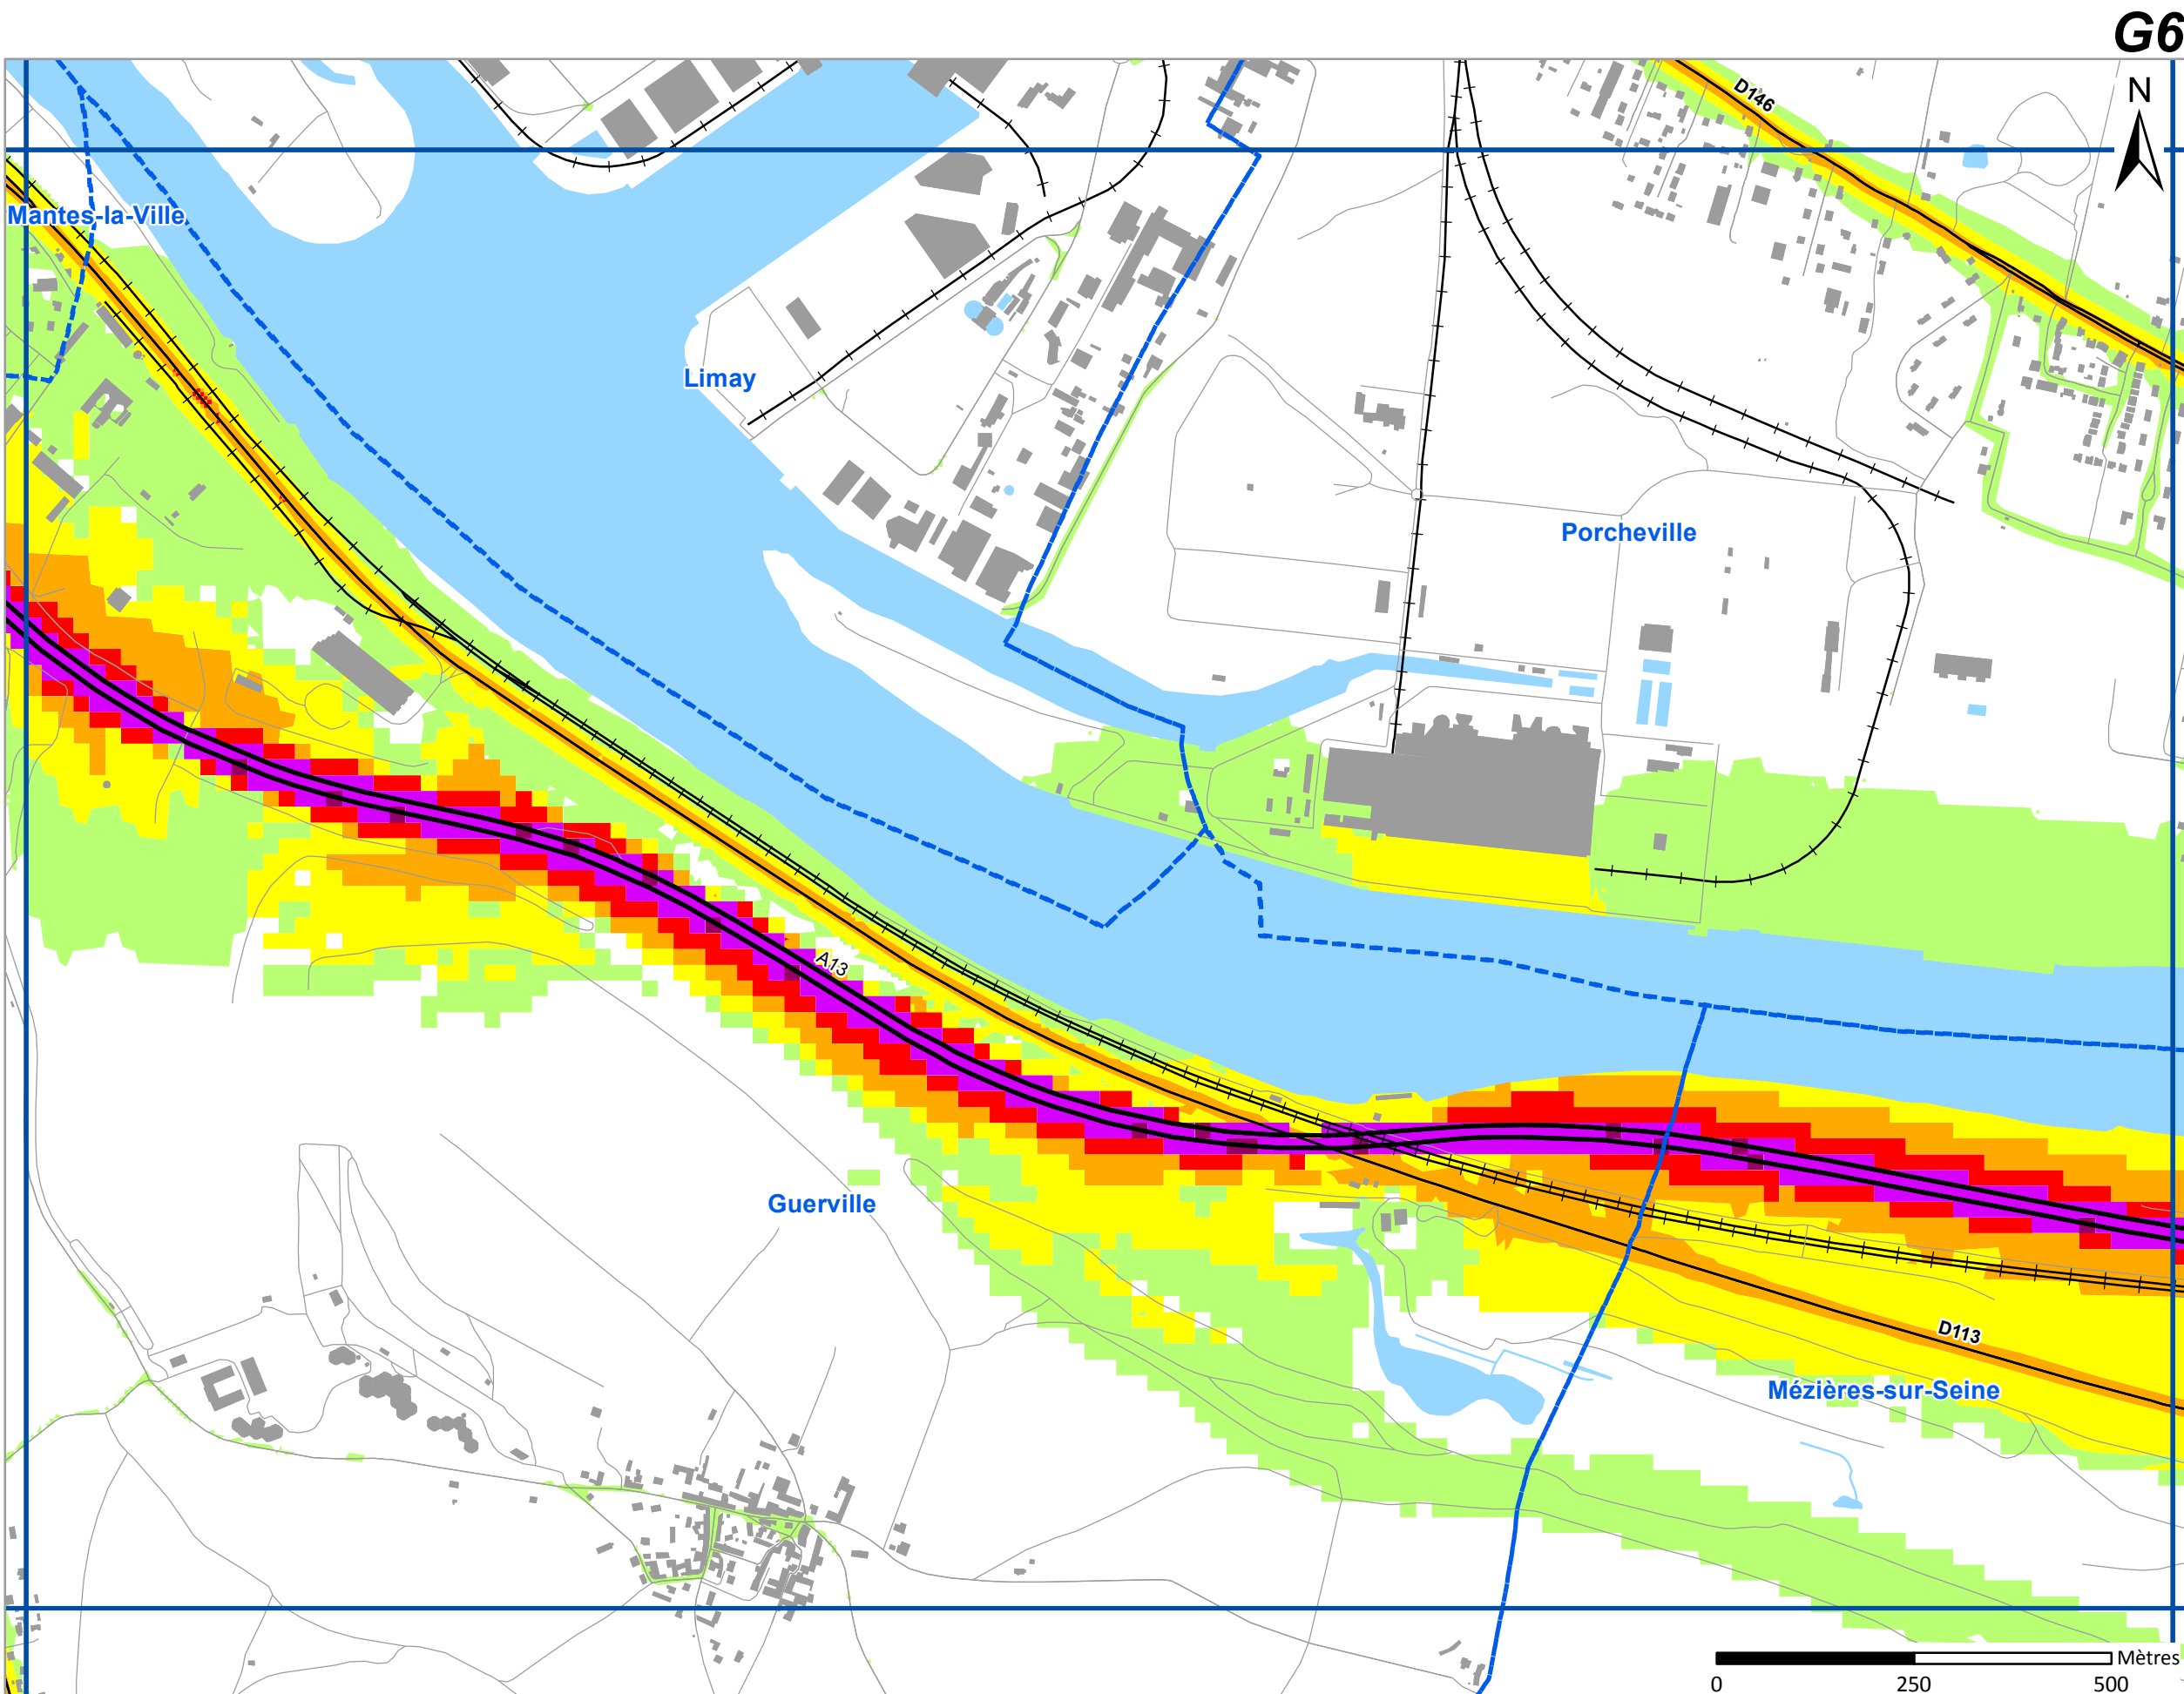 G6
D146
N
Mantes-la-Ville
Limay
Porcheville
A13
Guerville
D113
Mézières-sur-Seine
Mètres
0 250 500